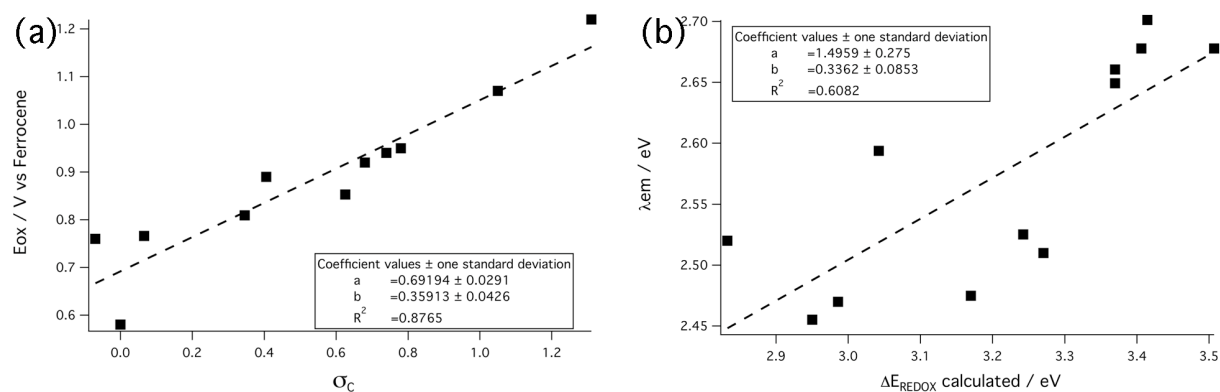 (a)
1.2
1.1
1.0
0.9
0.8
0.7
0.6
Eox / V vs Ferrocene
Coefficient values ± one standard deviation
a =0.69194 ± 0.0291
b =0.35913 ± 0.0426
R² =0.8765
0.0 0.2 0.4 0.6 0.8 1.0 1.2
σC
(b)
2.70
2.65
2.60
2.55
2.50
2.45
λem / eV
Coefficient values ± one standard deviation
a =1.4959 ± 0.275
b =0.3362 ± 0.0853
R² =0.6082
2.9 3.0 3.1 3.2 3.3 3.4 3.5
ΔEREDOX calculated / eV